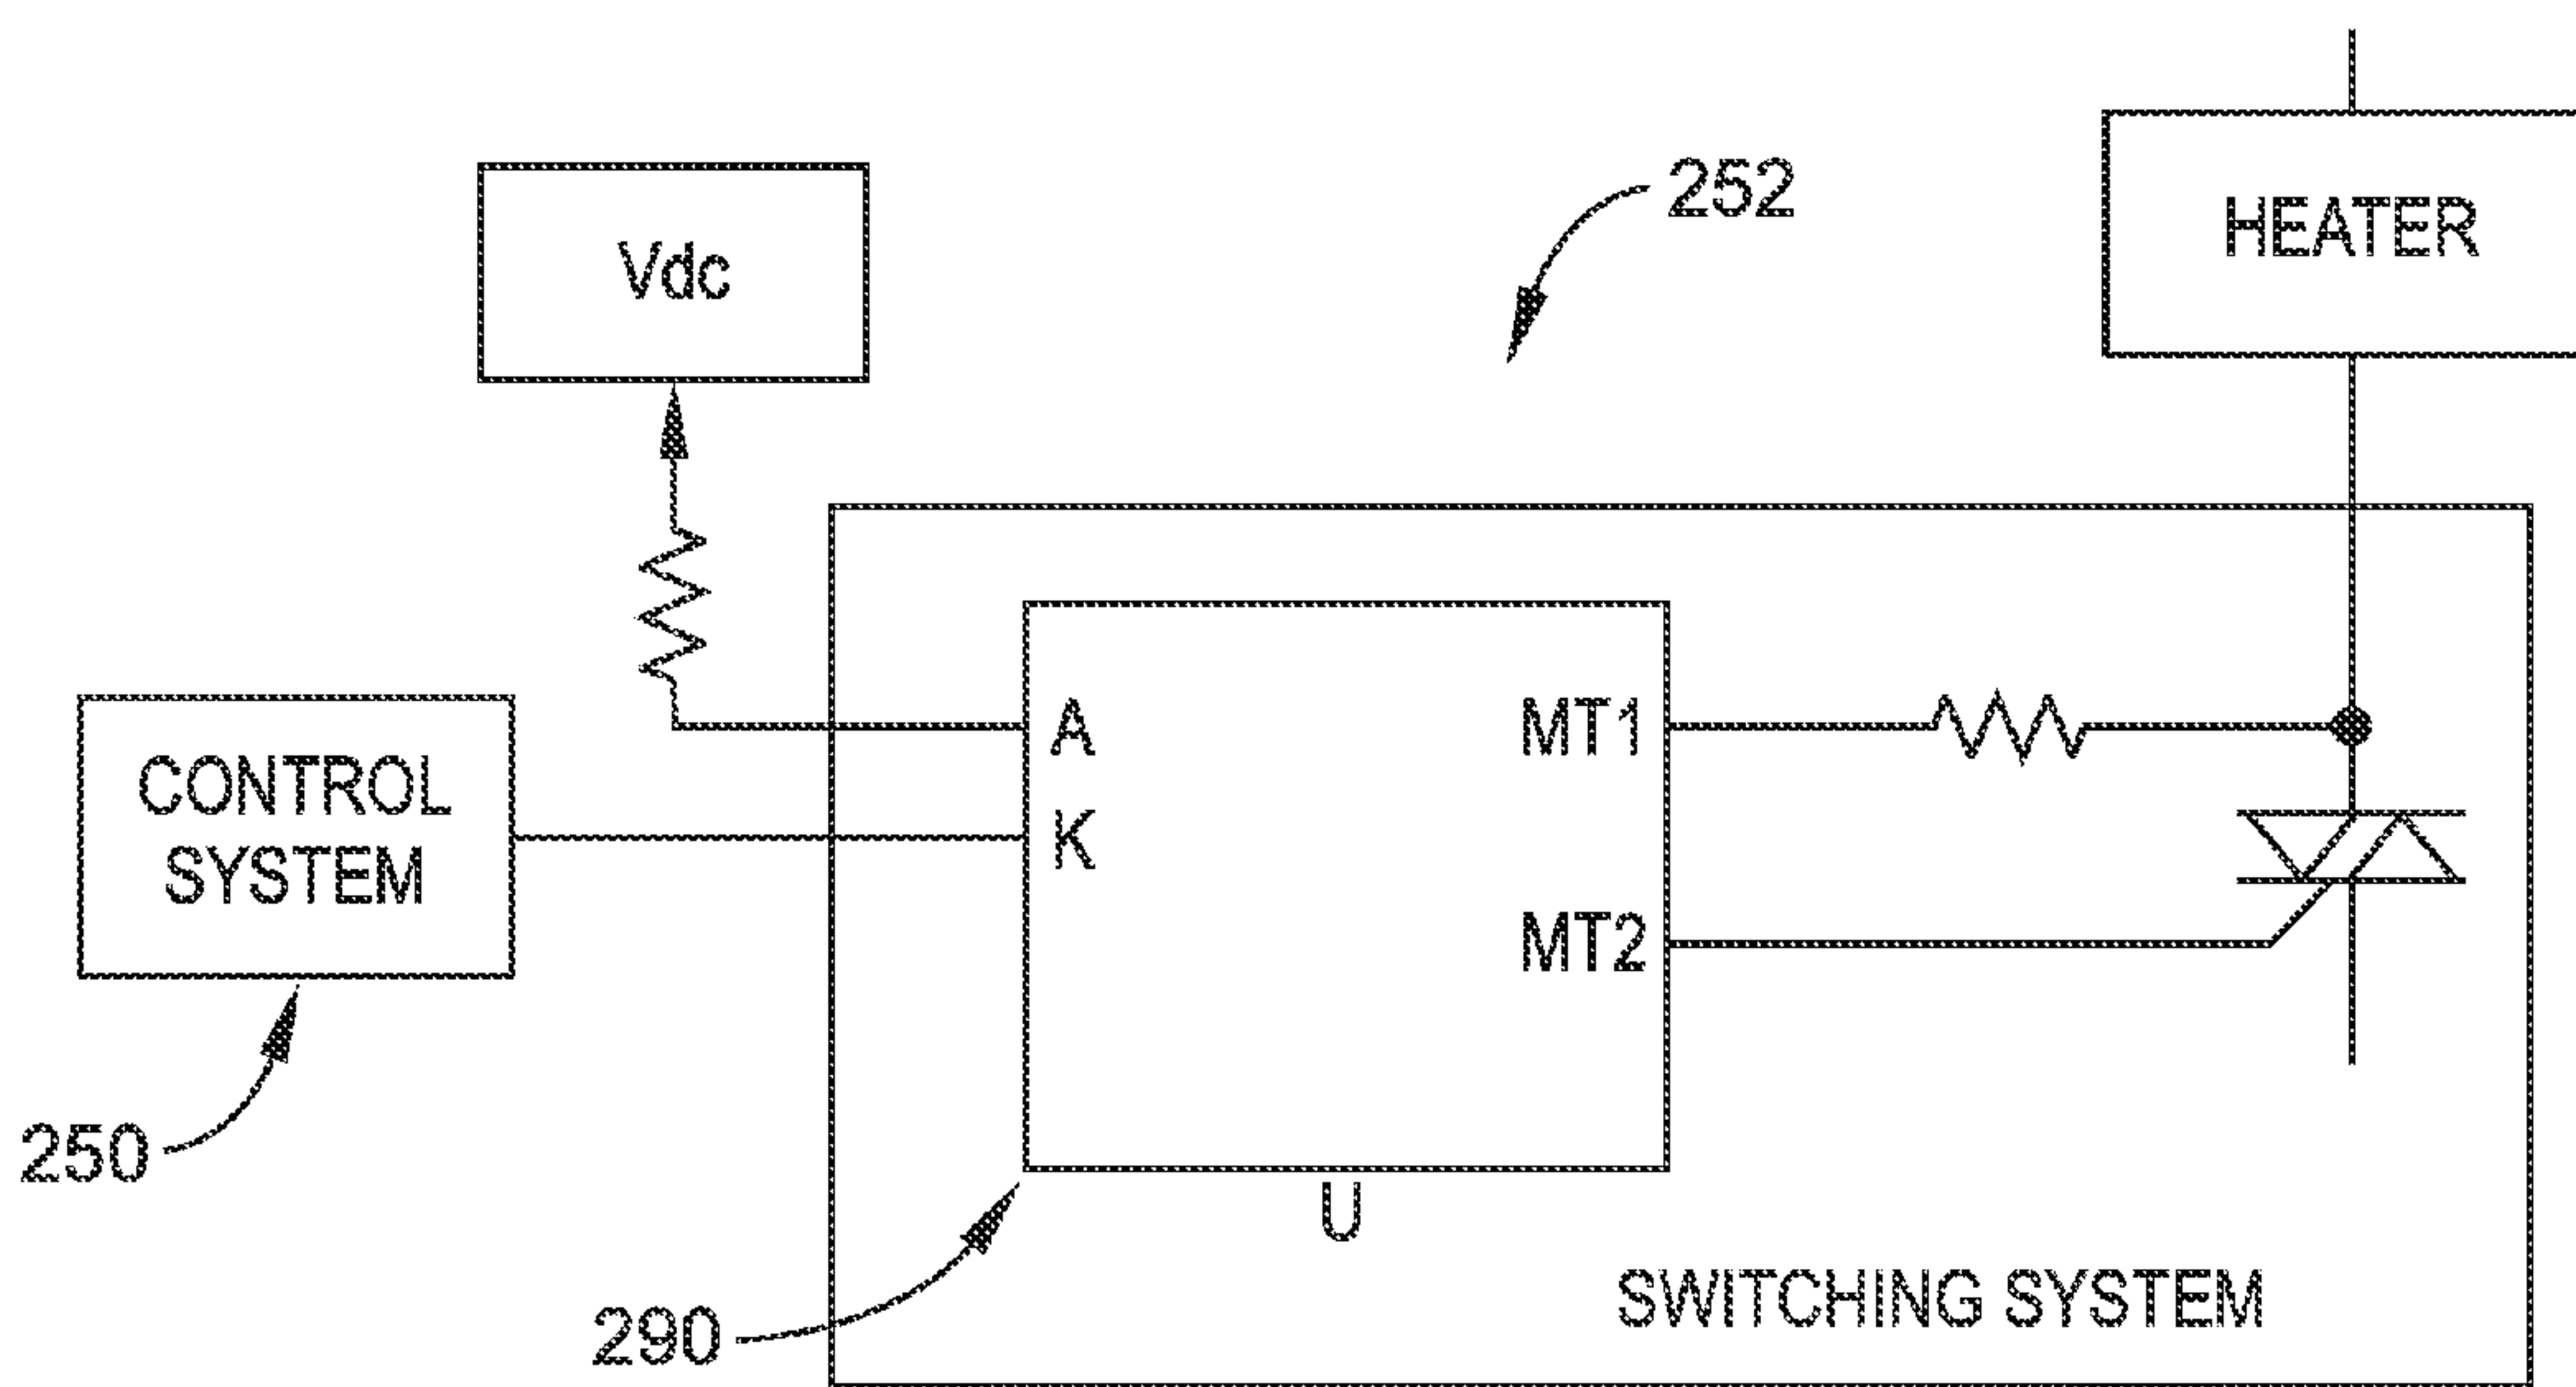 252
HEATER
Vdc
A
MT1
CONTROL
SYSTEM
K
MT2
250
U
290
SWITCHING SYSTEM